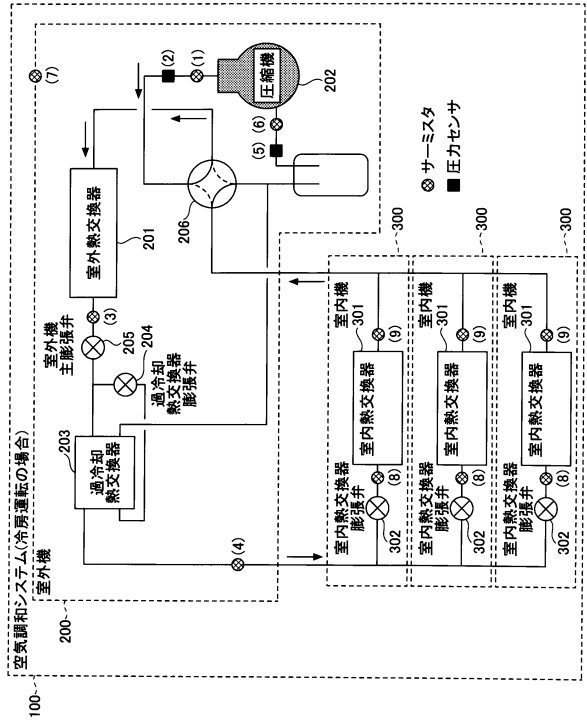 空気調和システム(冷房運転の場合)
100
室外機
200
(7)
(2)
(1)
圧縮機
202
(6)
(5)
206
室外熱交換器
201
(3)
室外機
主膨張弁
205
204
過冷却
熱交換器
膨張弁
203
過冷却
熱交換器
(4)
サーミスタ
圧力センサ
300
室内機
301
(9)
室内熱交換器
(8)
室内熱交換器
膨張弁
302
300
室内機
301
(9)
室内熱交換器
(8)
室内熱交換器
膨張弁
302
300
室内機
301
(9)
室内熱交換器
(8)
室内熱交換器
膨張弁
302